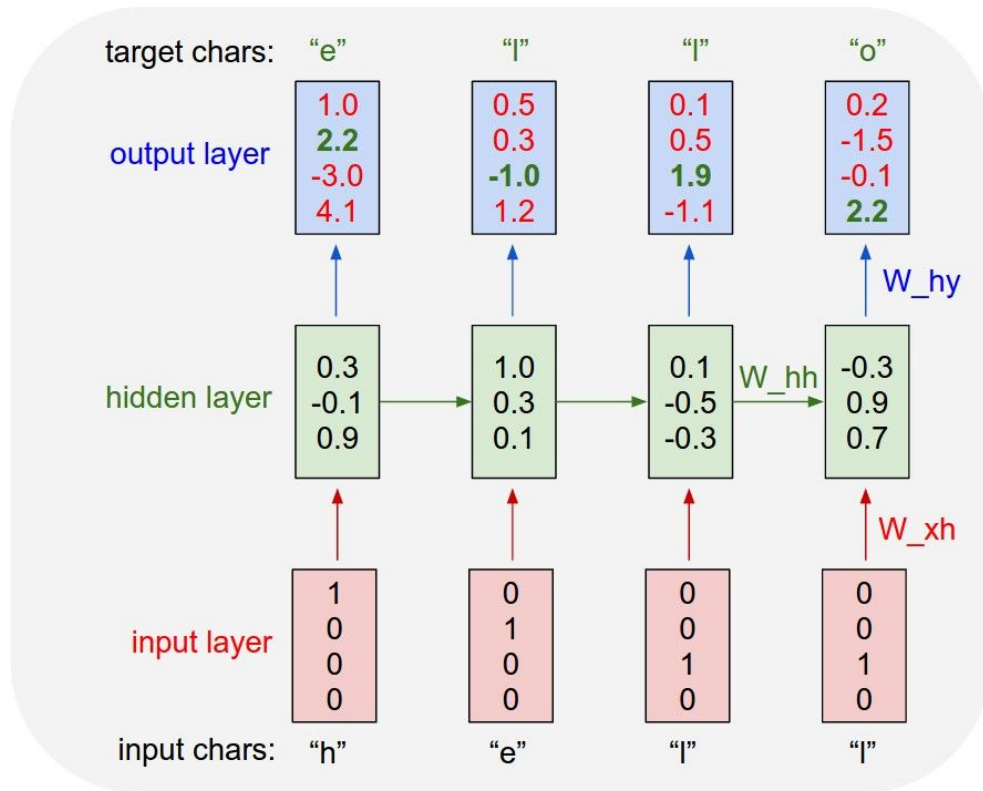 target chars: “e” “l” “l” “o”
1.0 0.5 0.1 0.2
2.2 0.3 0.5 -1.5
output layer
-3.0 -1.0 1.9 -0.1
4.1 1.2 -1.1 2.2
W_hy
0.3 1.0 0.1 -0.3
W_hh
hidden layer -0.1 0.3 -0.5 0.9
0.9 0.1 -0.3 0.7
W_xh
1 0 0 0
0 1 0 0
input layer
0 0 1 1
0 0 0 0
input chars: “h” “e” “l” “l”